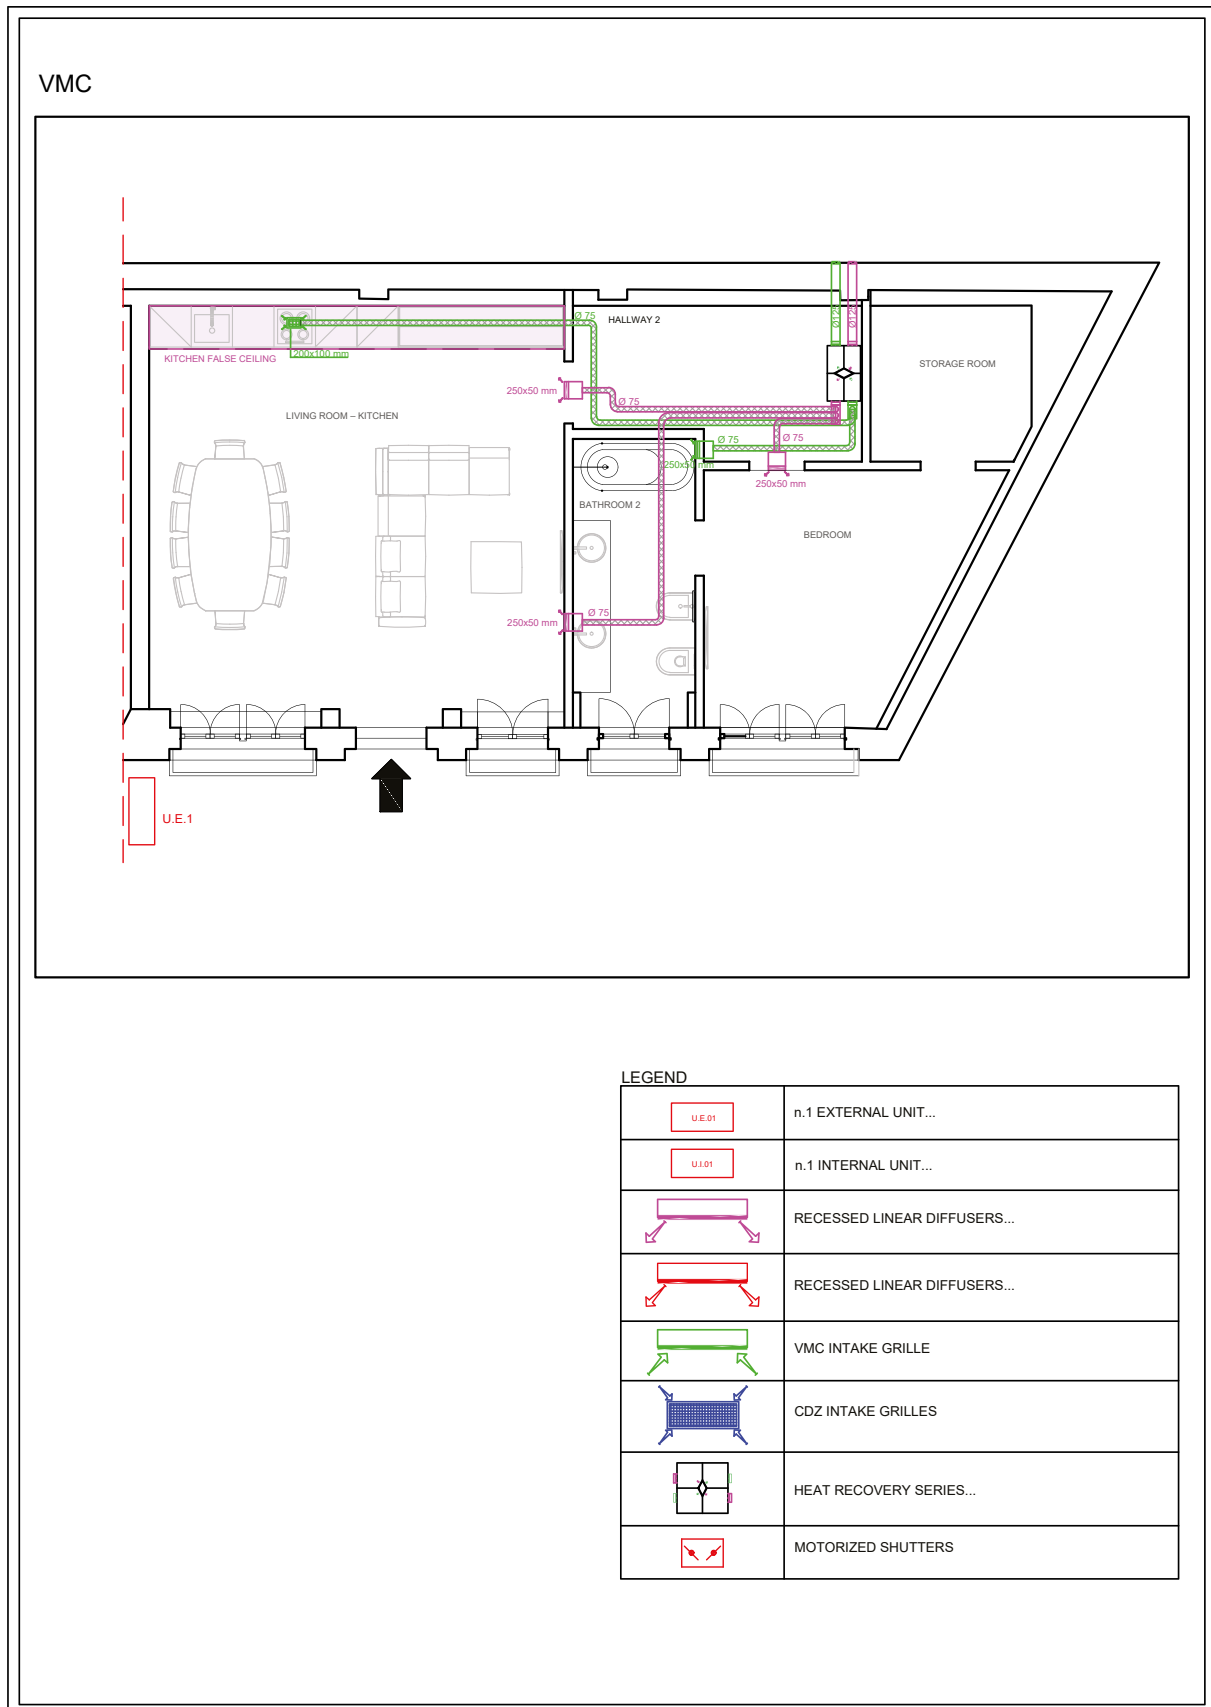 VMC
Ø 75
HALLWAY 2
200x100 mm
KITCHEN FALSE CEILING
STORAGE ROOM
250x50 mm
Ø 75
LIVING ROOM – KITCHEN
Ø 75
Ø 75
250x50 mm
250x50 mm
BATHROOM 2
BEDROOM
Ø 75
250x50 mm
U.E.1
LEGEND
U.E.01
n.1 EXTERNAL UNIT...
U.I.01
n.1 INTERNAL UNIT...
RECESSED LINEAR DIFFUSERS...
RECESSED LINEAR DIFFUSERS...
VMC INTAKE GRILLE
CDZ INTAKE GRILLES
HEAT RECOVERY SERIES...
MOTORIZED SHUTTERS